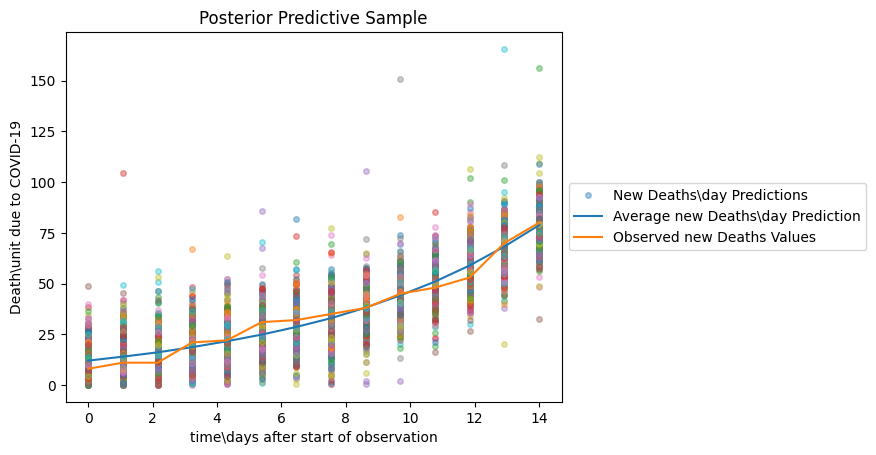 Posterior Predictive Sample
Death\unit due to COVID-19
150
125
100
75
50
25
0
0 2 4 6 8 10 12 14
time\days after start of observation
New Deaths\day Predictions
Average new Deaths\day Prediction
Observed new Deaths Values